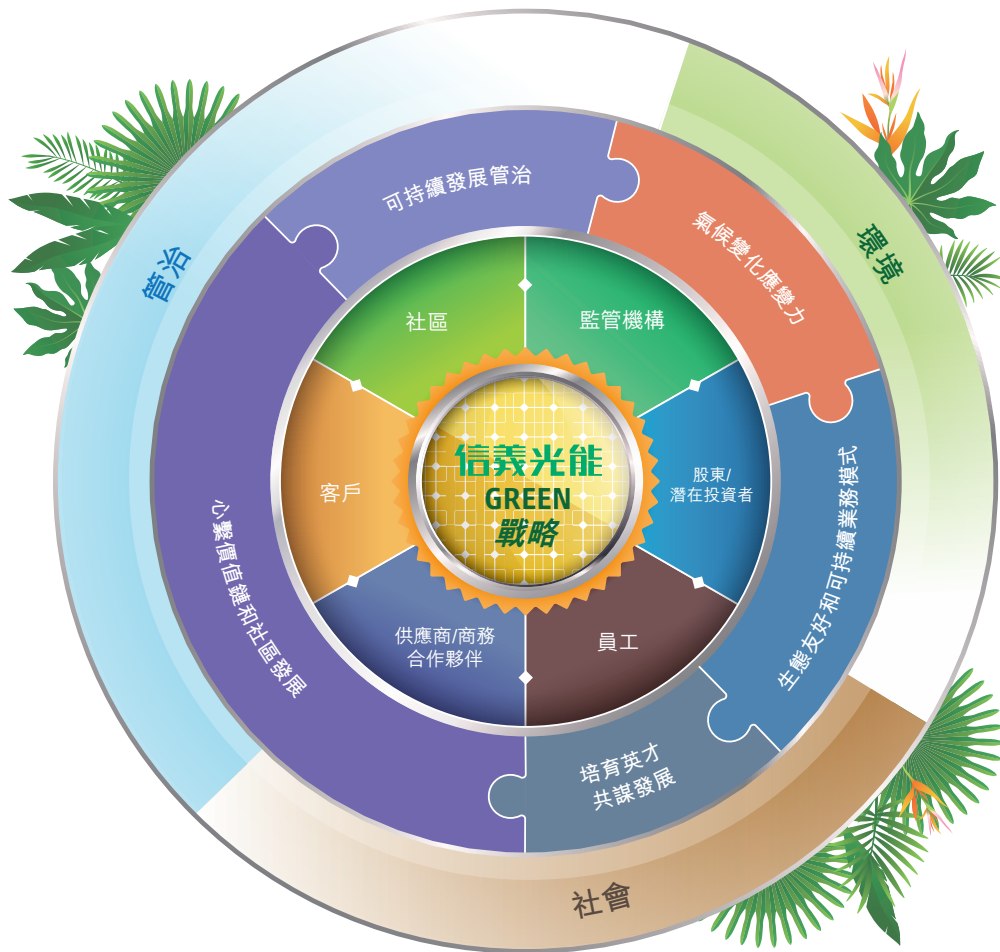 可持續發展管治
氣候變化應變力
管治
環境
社區
監管機構
信義光能
GREEN
戰略
股東/
潛在投資者
客戶
生態友好和可持續業務模式
心繫價值鏈和社區發展
供應商/商務
合作夥伴
員工
培育英才
共謀發展
社會